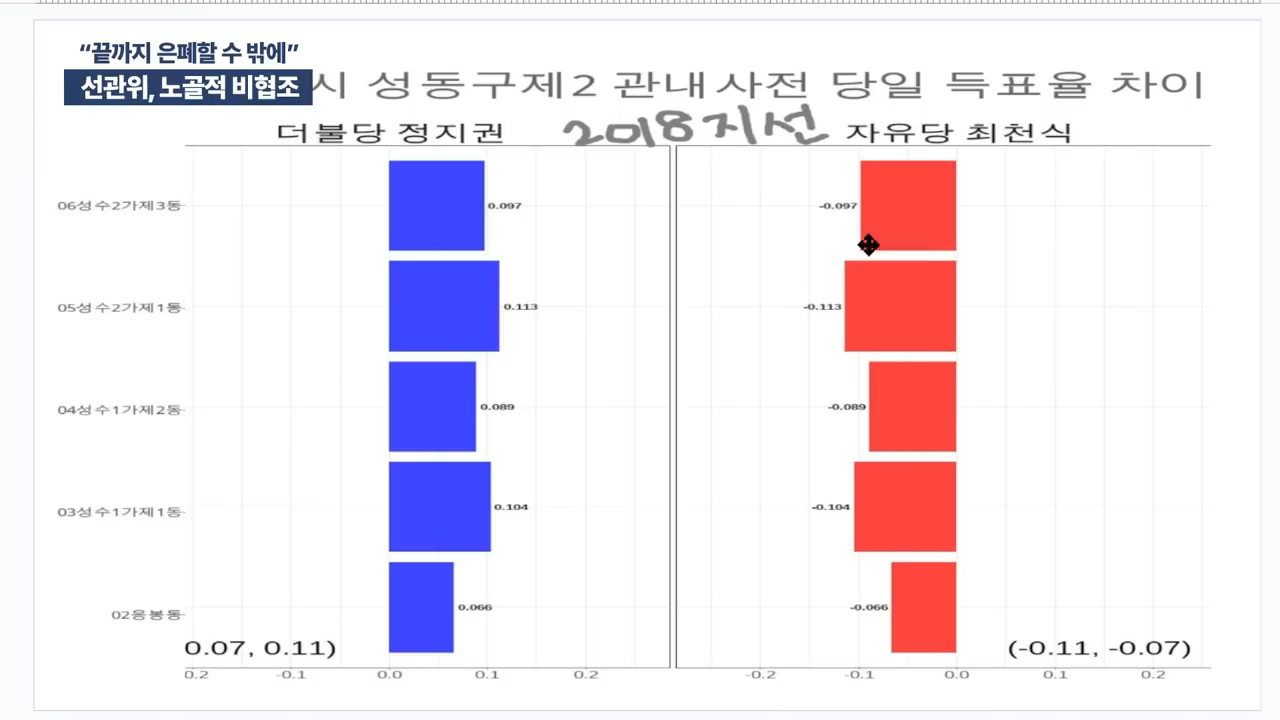 “끝까지 은폐할 수 밖에”
선관위, 노골적 비협조
시 성동구제2 관내사전 당일 득표율 차이
2018지선
더불당 정지권
자유당 최천식
06성수2가제3동
0.097
-0.097
05성수2가제1동
0.113
-0.113
04성수1가제2동
0.089
-0.089
03성수1가제1동
0.104
-0.104
02응봉동
0.066
-0.066
0.07, 0.11)
(-0.11, -0.07)
0.2 -0.1 0.0 0.1 0.2
-0.2 -0.1 0.0 0.1 0.2